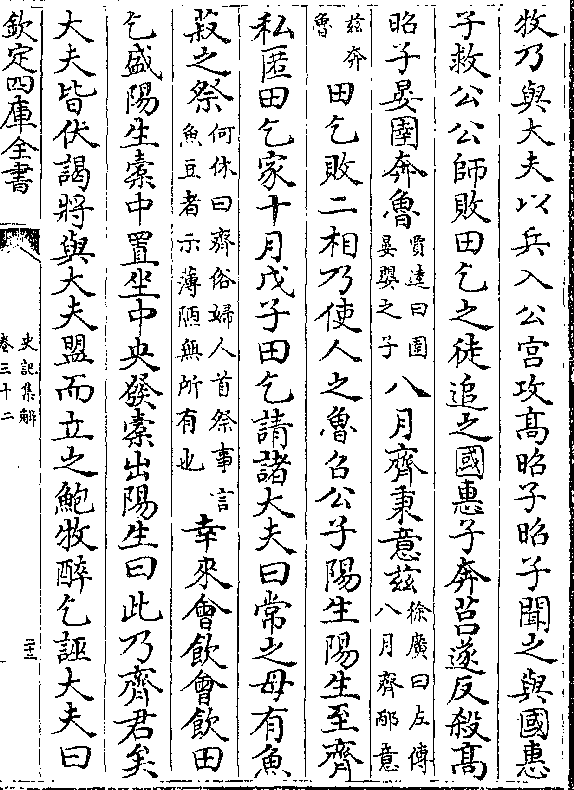 牧乃與大夫以兵入公宫攻髙昭子昭子聞之與國惠
子救公公師敗田乞之徒追之國惠子奔莒遂反殺髙
昭子晏圉奔魯賈逵曰圉晏嬰之子八月齊秉意兹徐廣曰左傳八月齊邴意
兹奔魯田乞敗二相乃使人之魯召公子陽生陽生至齊
私匿田乞家十月戊子田乞請諸大夫曰常之母有魚
菽之祭何休曰齊俗婦人首祭事言魚豆者示薄陋無所有也幸來會飲會飲田
乞盛陽生橐中置坐中央發橐出陽生曰此乃齊君矣
大夫皆伏謁將與大夫盟而立之鮑牧醉乞誣大夫曰
欽定四庫全書
史記集解
卷三十二
二十三